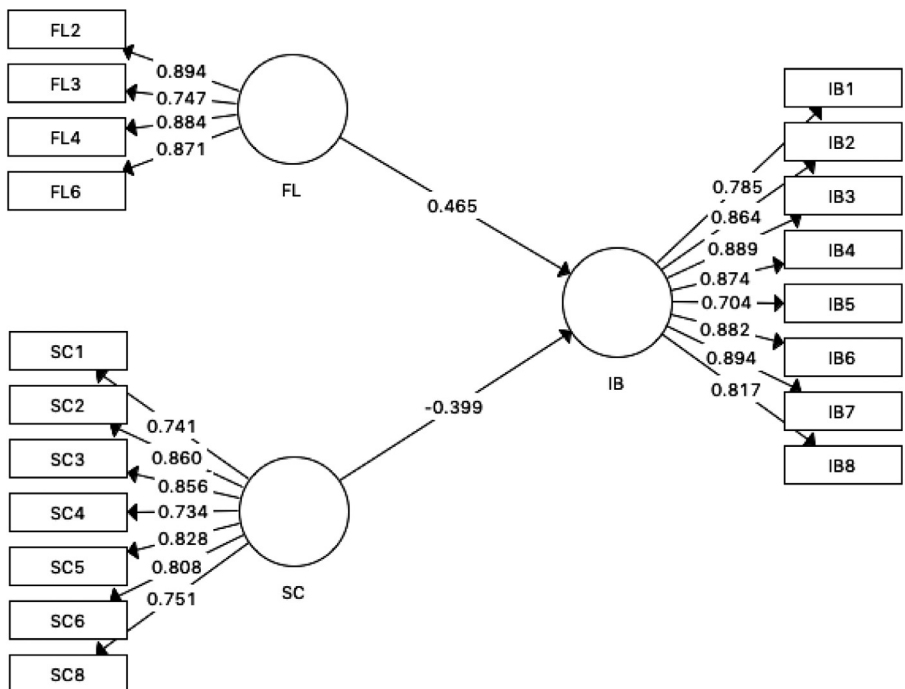 FL2
FL3
FL4
FL6
0.894
0.747
0.884
0.871
FL
0.465
SC1
SC2
SC3
SC4
SC5
SC6
SC8
0.741
0.860
0.856
0.734
0.828
0.808
0.751
SC
-0.399
IB
0.785
0.864
0.889
0.874
0.704
0.882
0.894
0.817
IB1
IB2
IB3
IB4
IB5
IB6
IB7
IB8